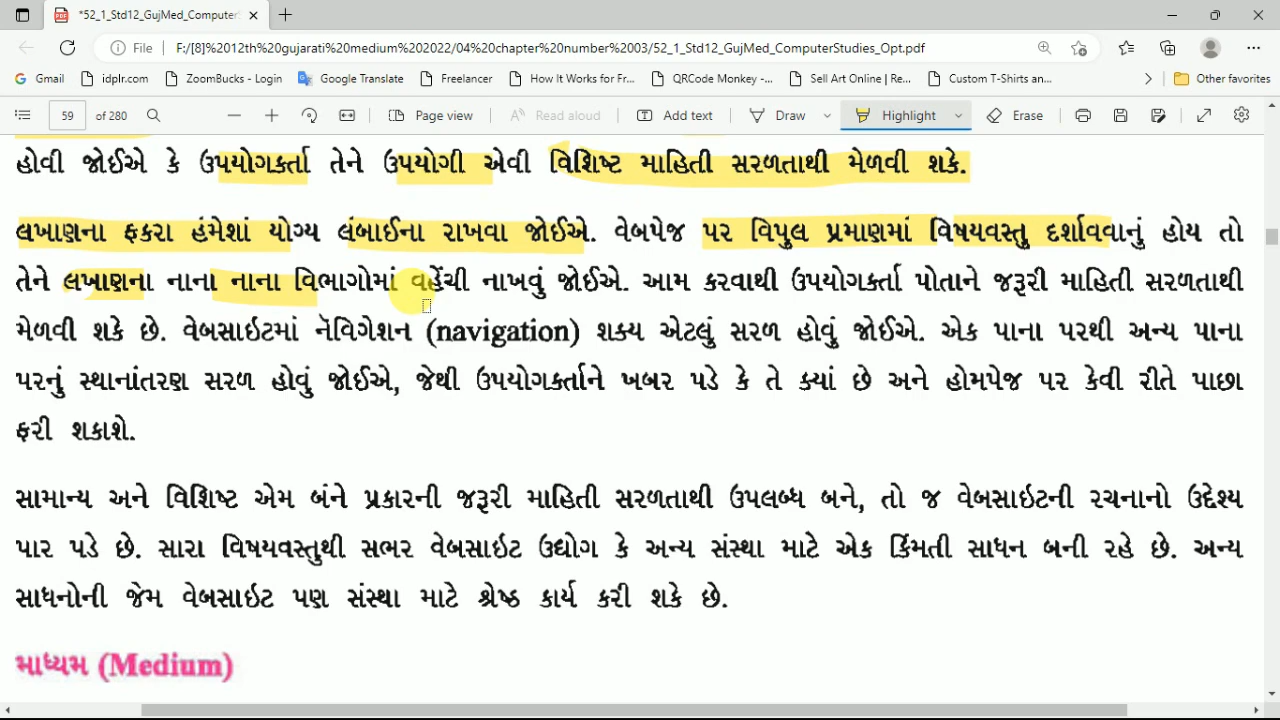 *52_1_Std12_GujMed_Computer
File F:/[8]%2012th%20gujarati%20medium%202022/04%20chapter%20number%2003/52_1_Std12_GujMed_ComputerStudies_Opt.pdf
Gmail idplr.com ZoomBucks - Login Google Translate Freelancer How It Works for Fr... QRCode Monkey -... Sell Art Online | Re... Custom T-Shirts an... Other favorites
59 of 280 Page view Read aloud Add text Draw Highlight Erase
હોવી જોઈએ કે ઉપયોગકર્તા તેને ઉપયોગી એવી વિશિષ્ટ માહિતી સરળતાથી મેળવી શકે.
લખાણના ફકરા હંમેશાં યોગ્ય લંબાઈના રાખવા જોઈએ. વેબપેજ પર વિપુલ પ્રમાણમાં વિષયવસ્તુ દર્શાવવાનું હોય તો
તેને લખાણના નાના નાના વિભાગોમાં વહેંચી નાખવું જોઈએ. આમ કરવાથી ઉપયોગકર્તા પોતાને જરૂરી માહિતી સરળતાથી
મેળવી શકે છે. વેબસાઇટમાં નૅવિગેશન (navigation) શક્ય એટલું સરળ હોવું જોઈએ. એક પાના પરથી અન્ય પાના
પરનું સ્થાનાંતરણ સરળ હોવું જોઈએ, જેથી ઉપયોગકર્તાને ખબર પડે કે તે ક્યાં છે અને હોમપેજ પર કેવી રીતે પાછા
ફરી શકાશે.
સામાન્ય અને વિશિષ્ટ એમ બંને પ્રકારની જરૂરી માહિતી સરળતાથી ઉપલબ્ધ બને, તો જ વેબસાઇટની રચનાનો ઉદ્દેશ્ય
પાર પડે છે. સારા વિષયવસ્તુથી સભર વેબસાઇટ ઉદ્યોગ કે અન્ય સંસ્થા માટે એક કિંમતી સાધન બની રહે છે. અન્ય
સાધનોની જેમ વેબસાઇટ પણ સંસ્થા માટે શ્રેષ્ઠ કાર્ય કરી શકે છે.
માધ્યમ (Medium)